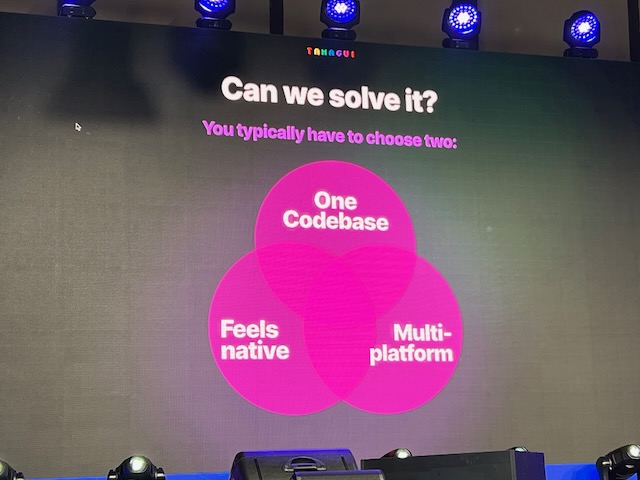 TAMAGUI
Can we solve it?
You typically have to choose two:
One
Codebase
Feels
native
Multi-
platform